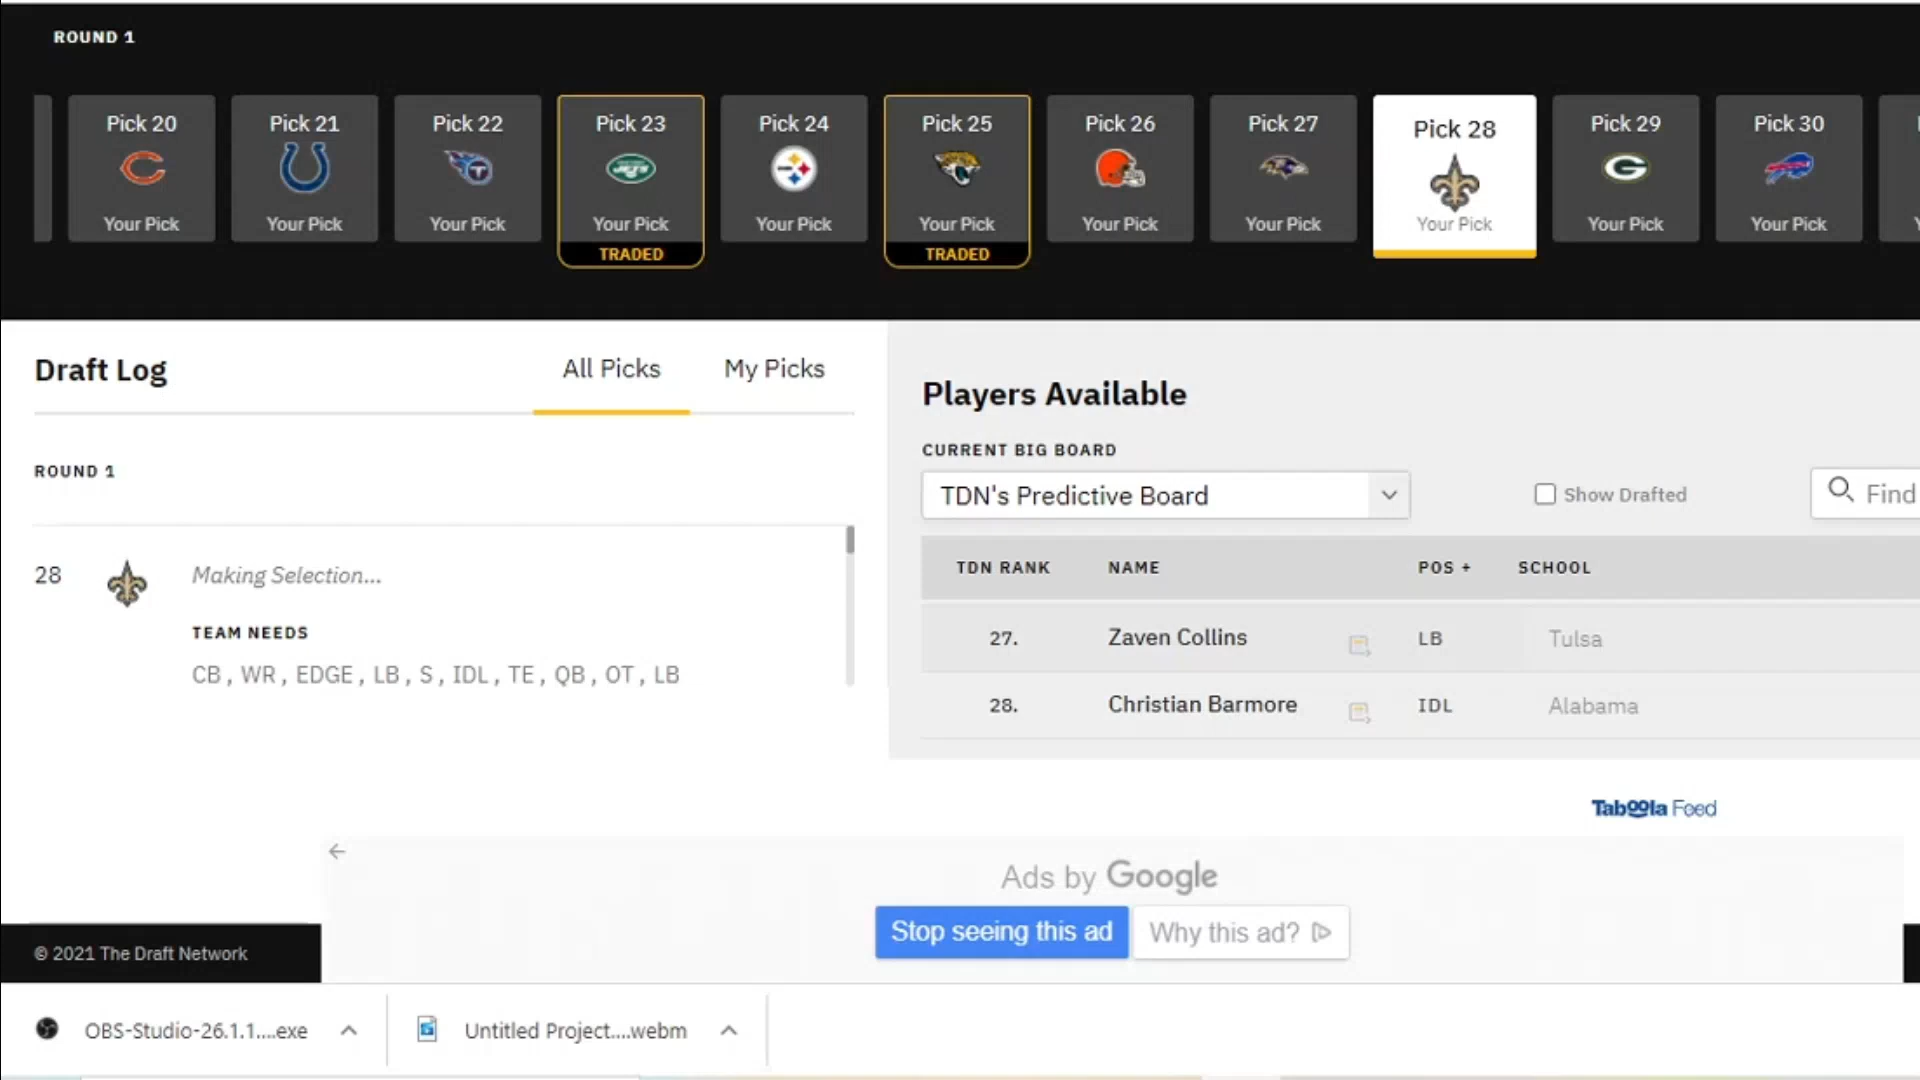 ROUND 1
Pick 20
Pick 21
Pick 22
Pick 23
Pick 24
Pick 25
Pick 26
Pick 27
Pick 28
Pick 29
Pick 30
JETS
Your Pick
Your Pick
Your Pick
Your Pick
Your Pick
Your Pick
Your Pick
Your Pick
Your Pick
Your Pick
Your Pick
TRADED
TRADED
Draft Log
All Picks
My Picks
ROUND 1
28
Making Selection...
TEAM NEEDS
CB , WR , EDGE , LB , S , IDL , TE , QB , OT , LB
Players Available
CURRENT BIG BOARD
TDN's Predictive Board
Show Drafted
Find
TDN RANK NAME POS + SCHOOL
27. Zaven Collins LB Tulsa
28. Christian Barmore IDL Alabama
Taboola Feed
Ads by Google
Stop seeing this ad
Why this ad?
© 2021 The Draft Network
OBS-Studio-26.1.1....exe
Untitled Project....webm